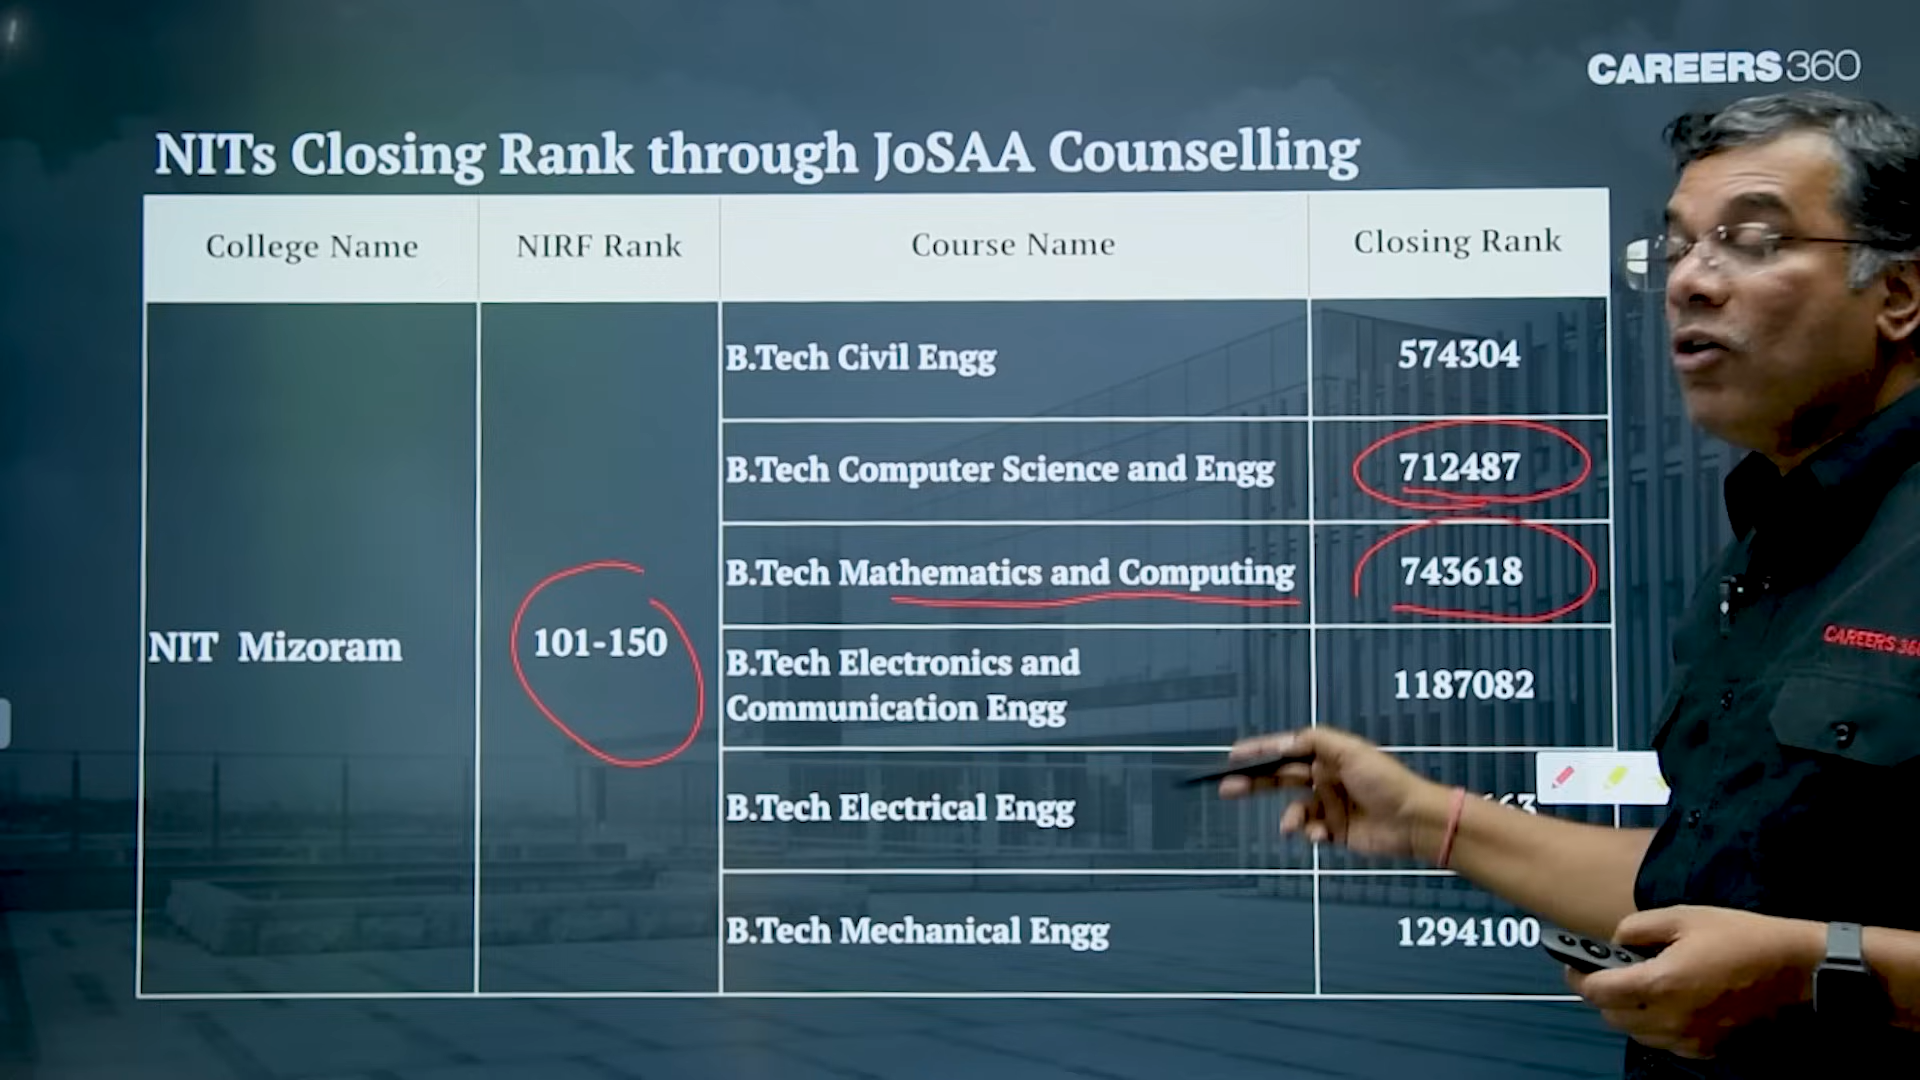 CAREERS360
NITs Closing Rank through JoSAA Counselling
College Name NIRF Rank Course Name Closing Rank
B.Tech Civil Engg 574304
B.Tech Computer Science and Engg 712487
B.Tech Mathematics and Computing 743618
NIT Mizoram 101-150
B.Tech Electronics and
Communication Engg 1187082
B.Tech Electrical Engg
B.Tech Mechanical Engg 1294100
CAREERS 360